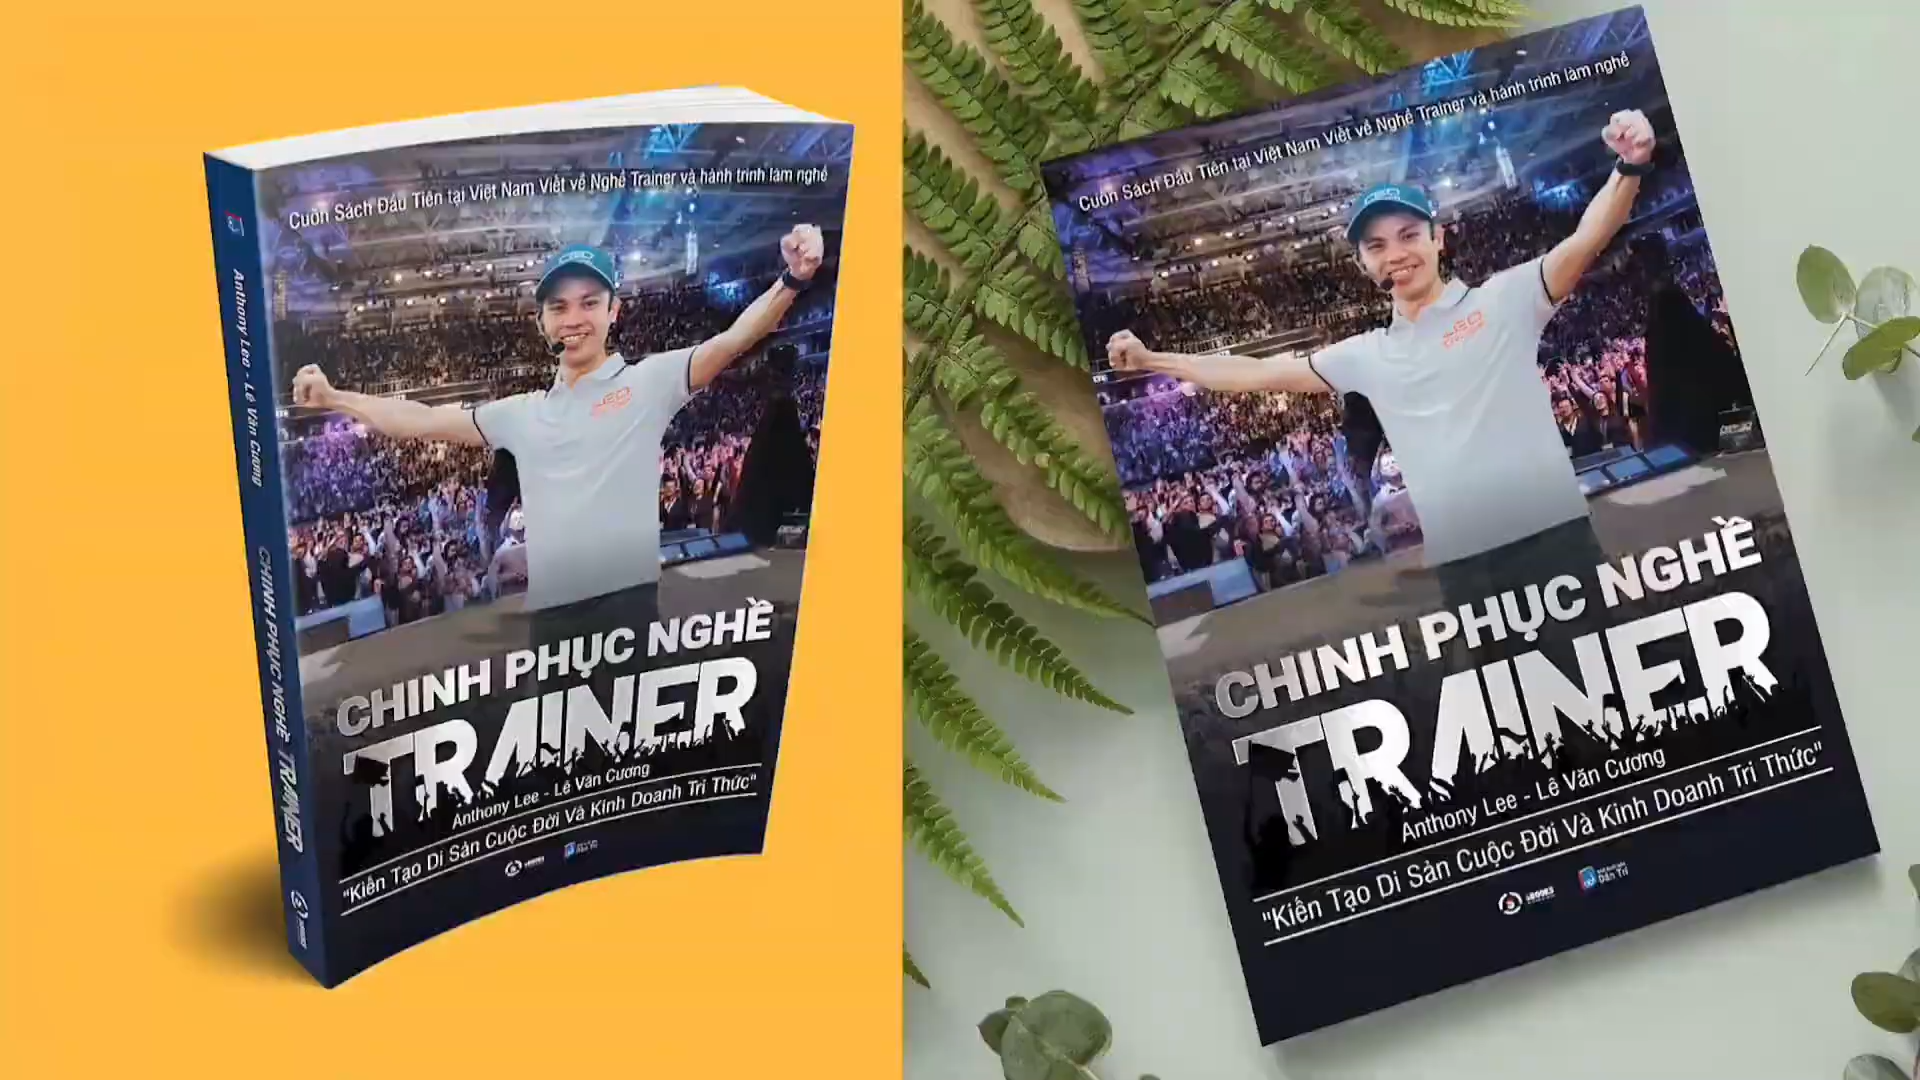 Cuốn Sách Đầu Tiên tại Việt Nam Viết về Nghề Trainer và hành trình làm nghề
CHINH PHỤC NGHỀ
TRAINER
Anthony Lee - Lê Văn Cương
"Kiến Tạo Di Sản Cuộc Đời Và Kinh Doanh Tri Thức"
Anthony Lee - Lê Văn Cương
CHINH PHỤC NGHỀ TRAINER
Cuốn Sách Đầu Tiên tại Việt Nam Viết về Nghề Trainer và hành trình làm nghề
CHINH PHỤC NGHỀ
TRAINER
Anthony Lee - Lê Văn Cương
"Kiến Tạo Di Sản Cuộc Đời Và Kinh Doanh Tri Thức"
Dân Trí